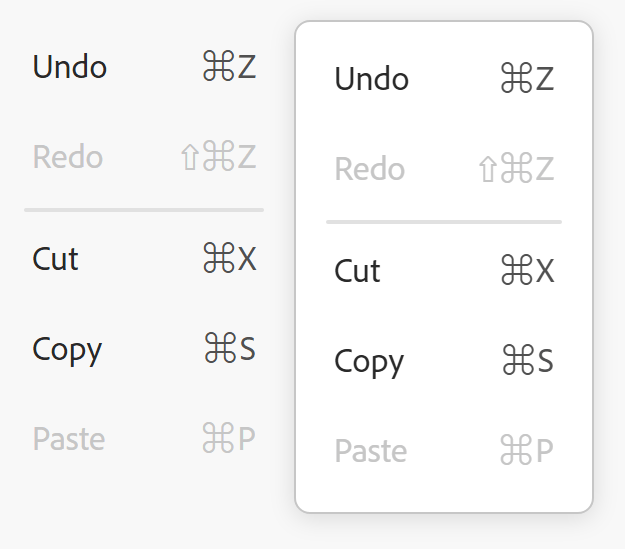 Undo ⌘Z
Redo ⇧⌘Z
Cut ⌘X
Copy ⌘S
Paste ⌘P
Undo ⌘Z
Redo ⇧⌘Z
Cut ⌘X
Copy ⌘S
Paste ⌘P